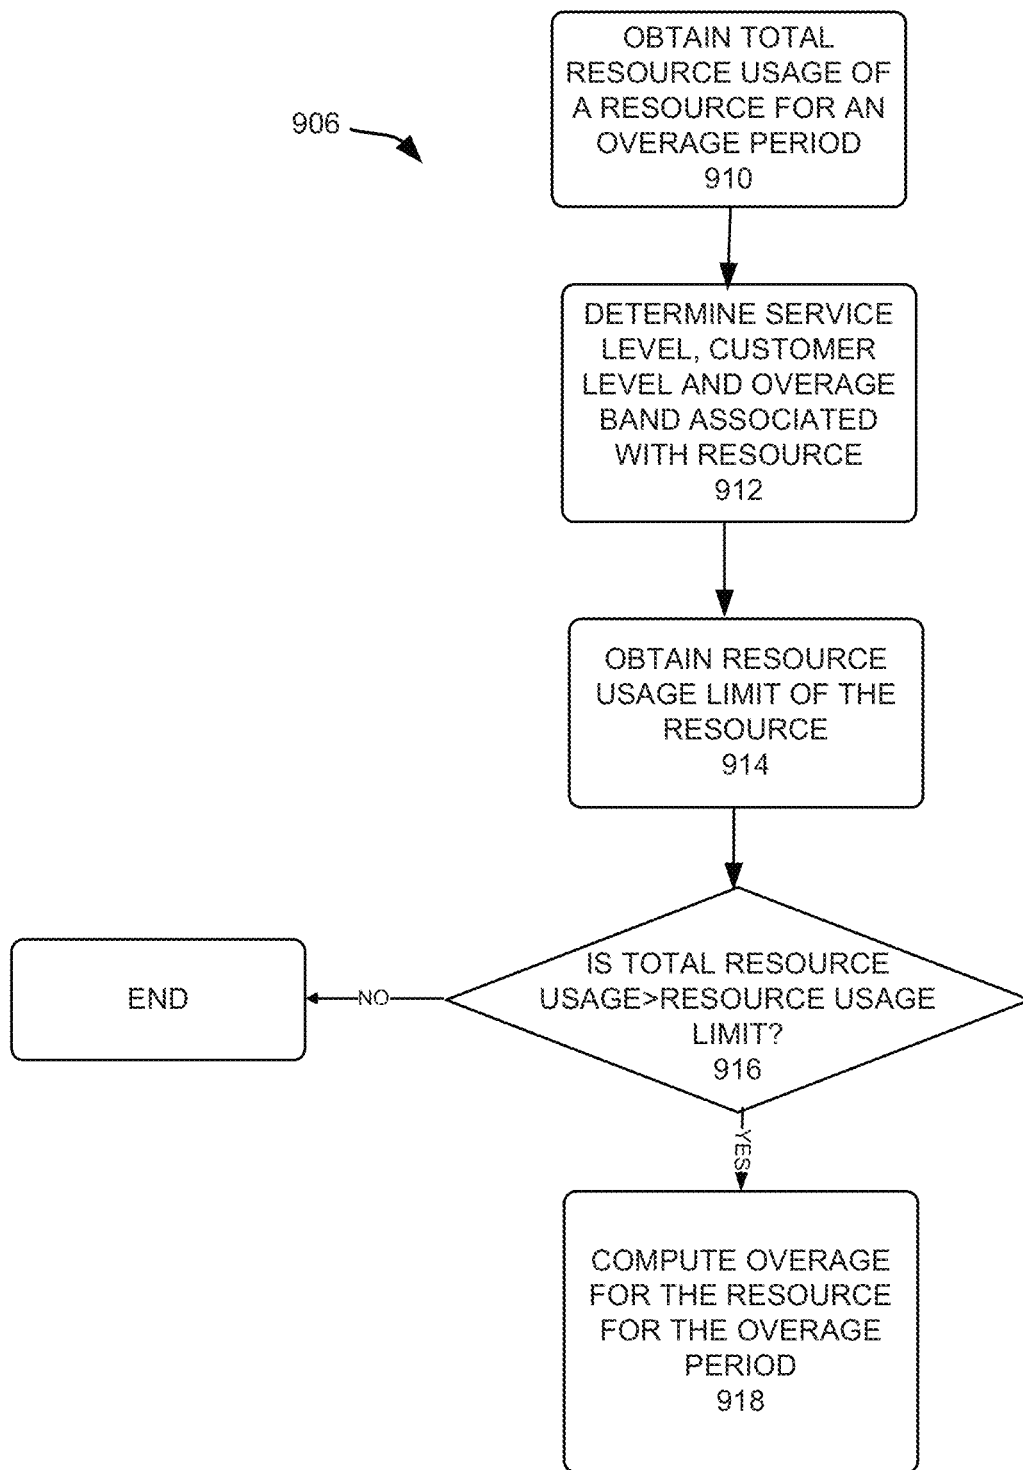 OBTAIN TOTAL
RESOURCE USAGE OF
A RESOURCE FOR AN
OVERAGE PERIOD
910
906
DETERMINE SERVICE
LEVEL, CUSTOMER
LEVEL AND OVERAGE
BAND ASSOCIATED
WITH RESOURCE
912
OBTAIN RESOURCE
USAGE LIMIT OF THE
RESOURCE
914
IS TOTAL RESOURCE
USAGE>RESOURCE USAGE
LIMIT?
916
NO
END
YES
COMPUTE OVERAGE
FOR THE RESOURCE
FOR THE OVERAGE
PERIOD
918